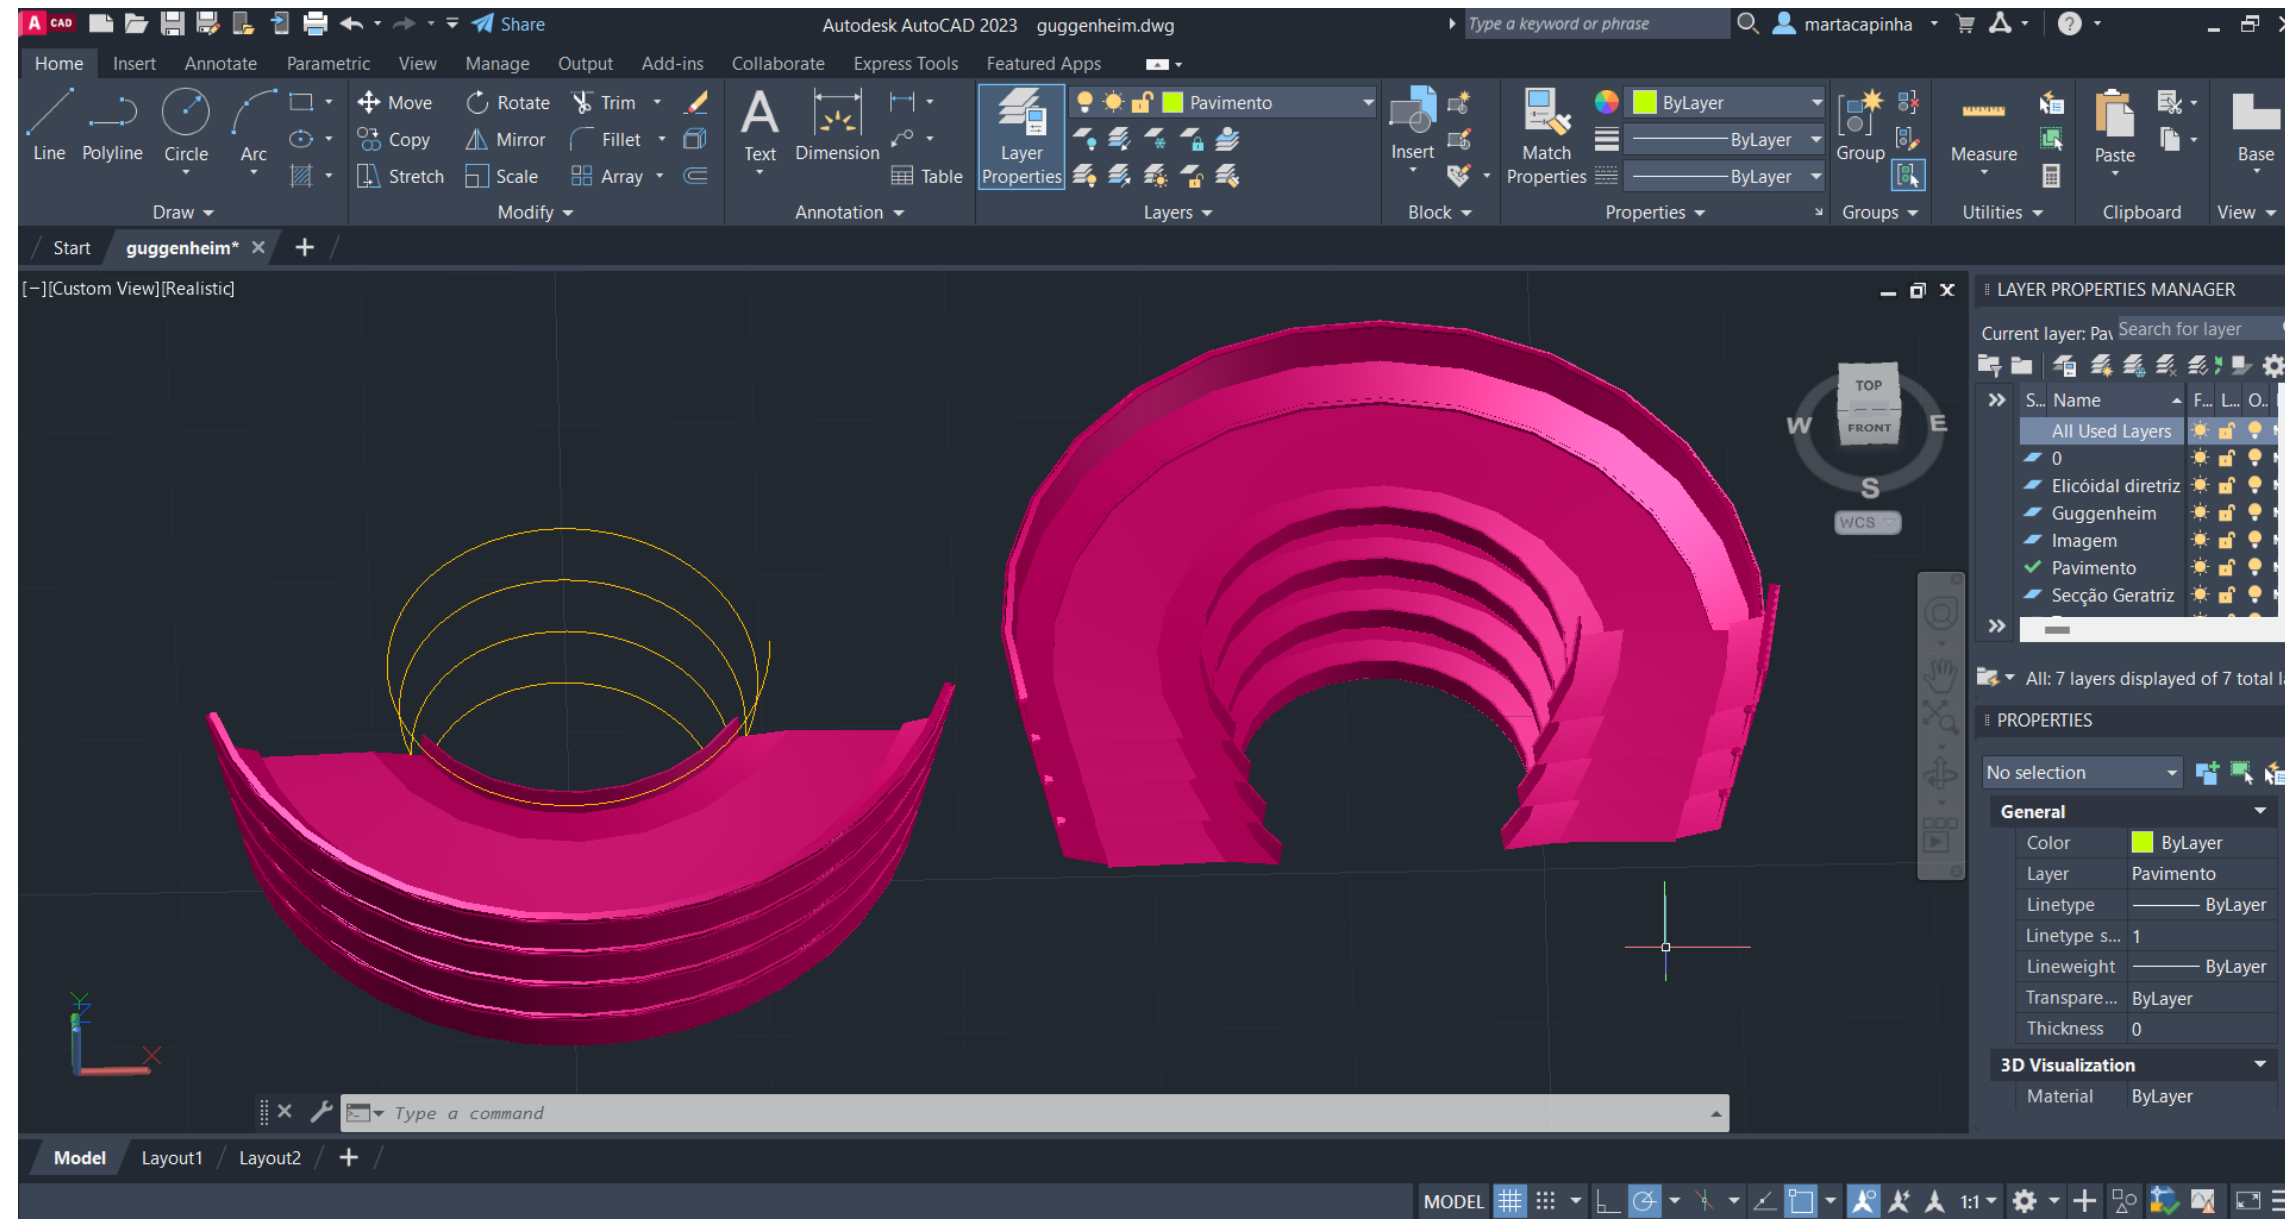 A CAD Share Autodesk AutoCAD 2023 guggenheim.dwg Type a keyword or phrase martacapinha
Home Insert Annotate Parametric View Manage Output Add-ins Collaborate Express Tools Featured Apps
Line Polyline Circle Arc
Move Rotate Trim
Copy Mirror Fillet
Stretch Scale Array
Text Dimension Table
Layer Properties
Pavimento
Insert
Match Properties
ByLayer
ByLayer
ByLayer
Group
Measure
Paste
Base
Draw Modify Annotation Layers Block Properties Groups Utilities Clipboard View
Start guggenheim* +
[−][Custom View][Realistic]
TOP
FRONT
W E
S
WCS
LAYER PROPERTIES MANAGER
Current layer: Pav Search for layer
S.. Name F... L... O..
All Used Layers
0
Elicóidal diretriz
Guggenheim
Imagem
Pavimento
Secção Geratriz
All: 7 layers displayed of 7 total
PROPERTIES
No selection
General
Color ByLayer
Layer Pavimento
Linetype ByLayer
Linetype s... 1
Lineweight ByLayer
Transpare... ByLayer
Thickness 0
3D Visualization
Material ByLayer
Y
Z
X
Type a command
Model Layout1 Layout2 +
MODEL 1:1